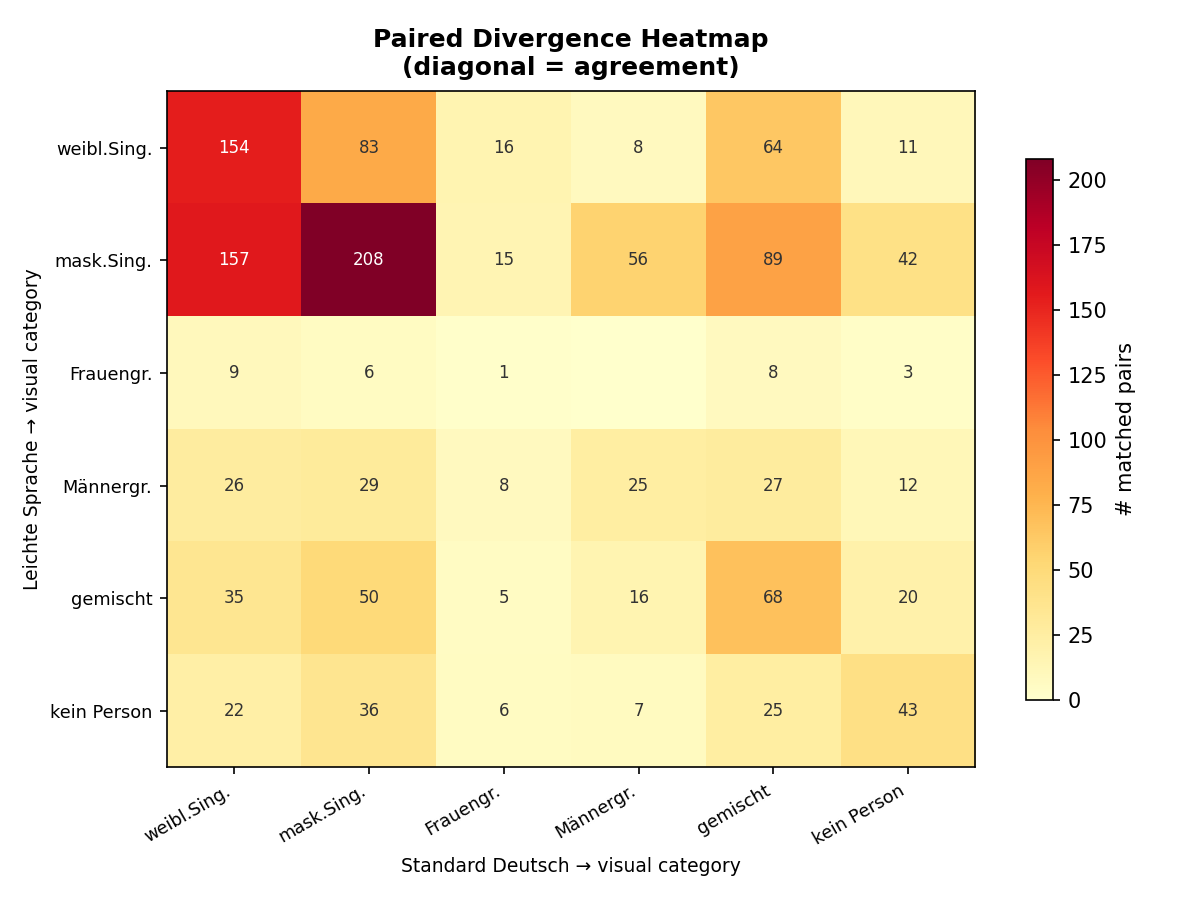 Paired Divergence Heatmap
(diagonal = agreement)
Leichte Sprache → visual category
weibl.Sing. 154 83 16 8 64 11
mask.Sing. 157 208 15 56 89 42
Frauengr. 9 6 1 8 3
Männergr. 26 29 8 25 27 12
gemischt 35 50 5 16 68 20
kein Person 22 36 6 7 25 43
weibl.Sing. mask.Sing. Frauengr. Männergr. gemischt kein Person
Standard Deutsch → visual category
200
175
150
125
100
75
50
25
0
# matched pairs